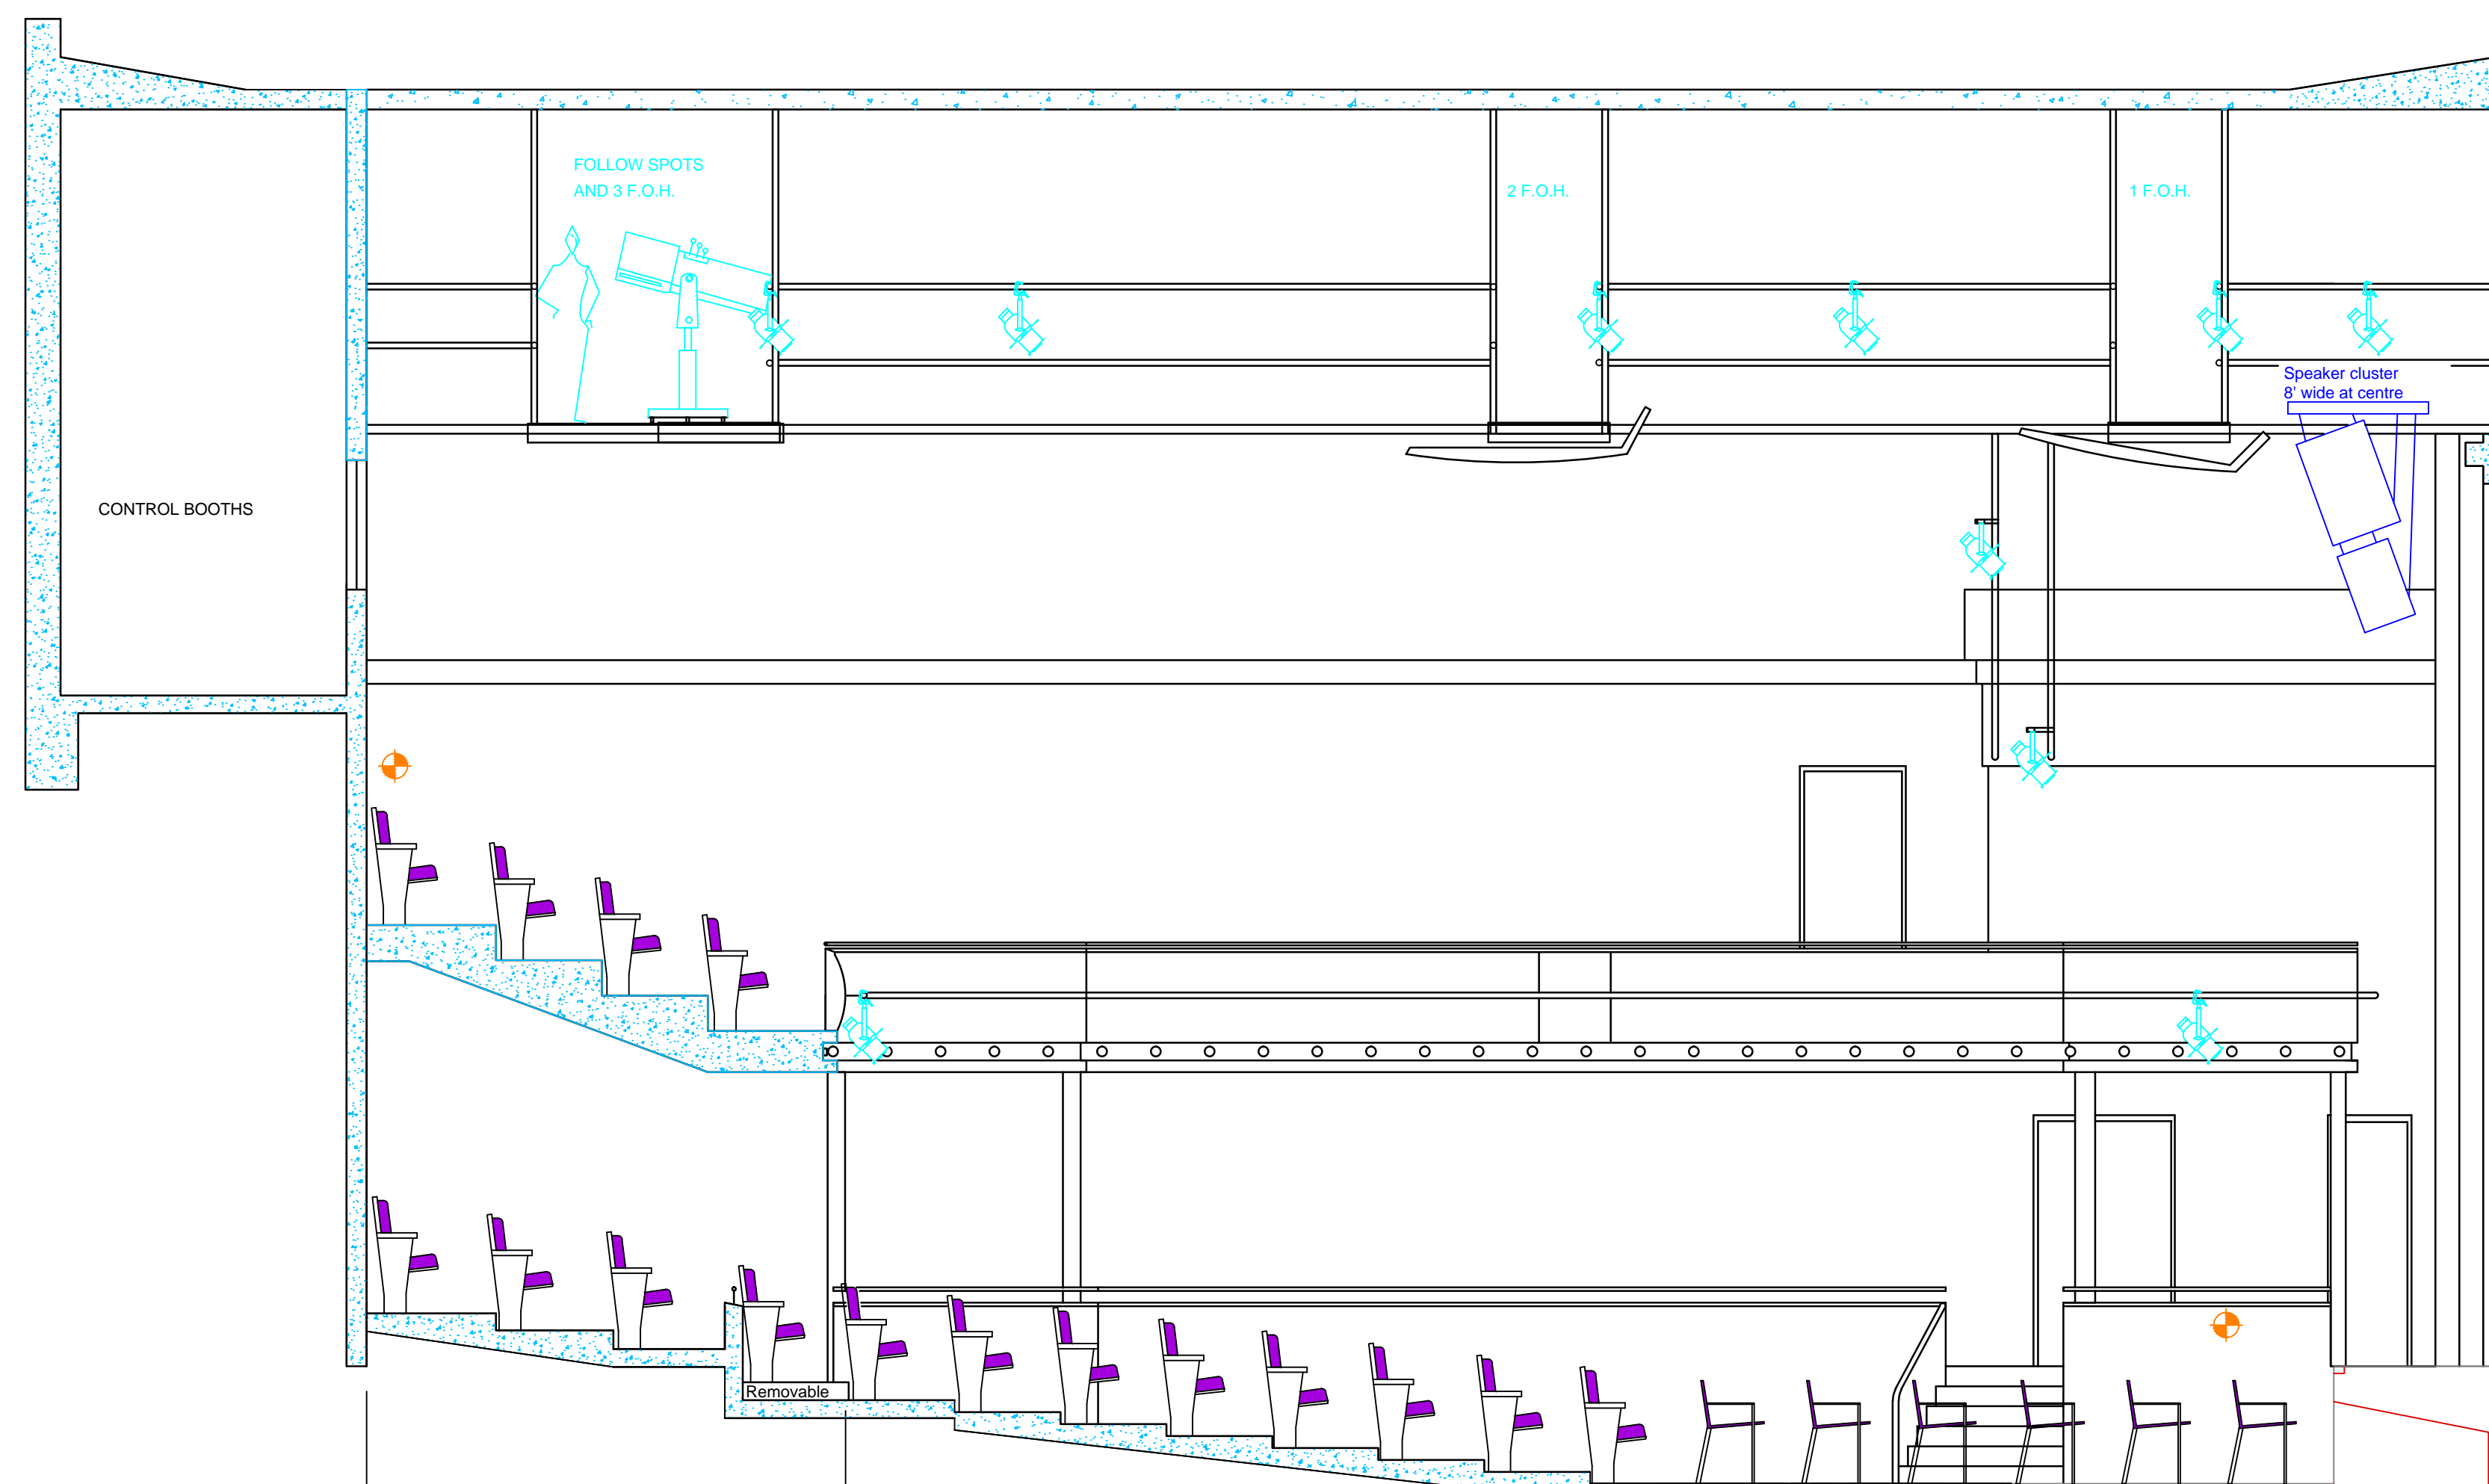 FOLLOW SPOTS
AND 3 F.O.H.
2 F.O.H.
1 F.O.H.
Speaker cluster
8' wide at centre
CONTROL BOOTHS
Removable